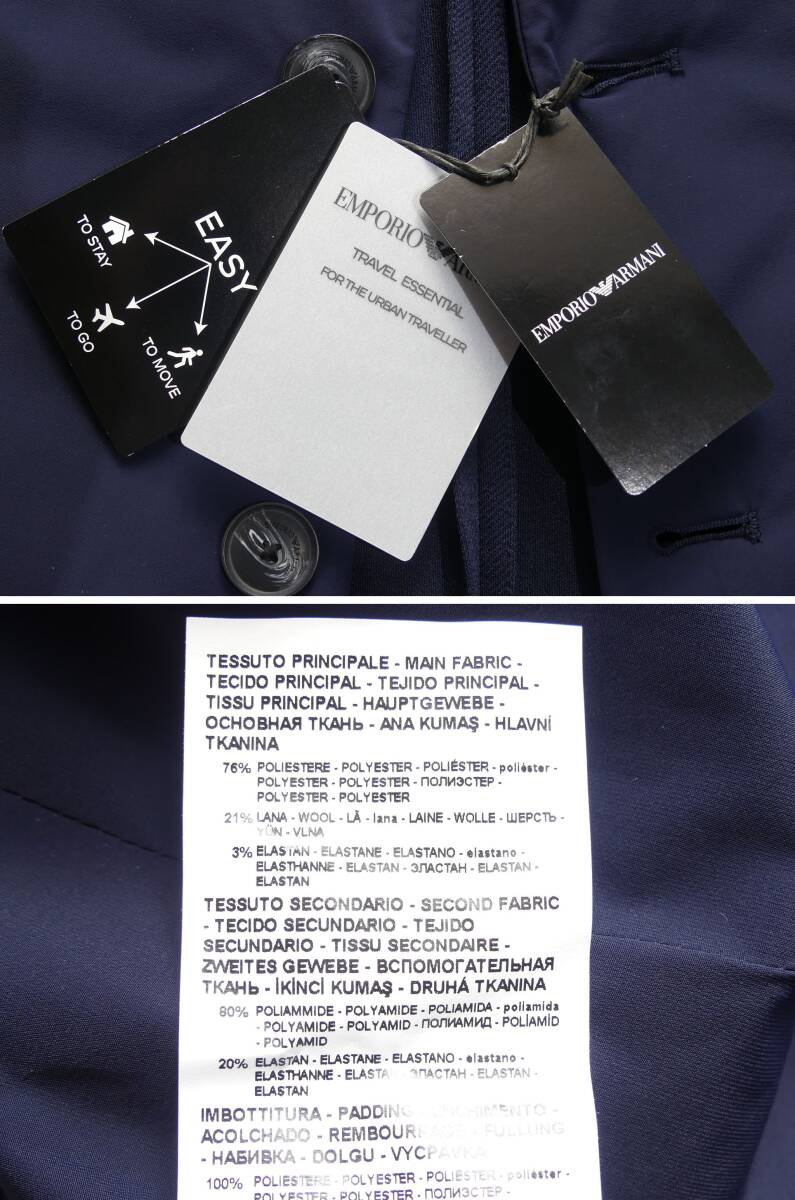 EASY
TO STAY
TO GO
TO MOVE
EMPORIO AR
TRAVEL ESSENTIAL
FOR THE URBAN TRAVELLER
EMPORIO ARMANI
TESSUTO PRINCIPALE - MAIN FABRIC -
TECIDO PRINCIPAL - TEJIDO PRINCIPAL -
TISSU PRINCIPAL - HAUPTGEWEBE -
ОСНОВНАЯ ТКАНЬ - ANA KUMAŞ - HLAVNÍ
TKANINA
76% POLIESTERE - POLYESTER - POLIÉSTER - poliéster -
POLYESTER - POLYESTER - ПОЛИЭСТЕР -
POLYESTER - POLYESTER
21% LANA - WOOL - LÃ - lana - LAINE - WOLLE - ШЕРСТЬ -
YÜN - VLNA
3% ELASTAN - ELASTANE - ELASTANO - elastano -
ELASTHANNE - ELASTAN - ЭЛАСТАН - ELASTAN -
ELASTAN
TESSUTO SECONDARIO - SECOND FABRIC
- TECIDO SECUNDARIO - TEJIDO
SECUNDARIO - TISSU SECONDAIRE -
ZWEITES GEWEBE - ВСПОМОГАТЕЛЬНАЯ
ТКАНЬ - İKİNCİ KUMAŞ - DRUHÁ TKANINA
80% POLIAMMIDE - POLYAMIDE - POLIAMIDA - poliamida
- POLYAMIDE - POLYAMID - ПОЛИАМИД - POLİAMİD
- POLYAMID
20% ELASTAN - ELASTANE - ELASTANO - elastano -
ELASTHANNE - ELASTAN - ЭЛАСТАН - ELASTAN -
ELASTAN
IMBOTTITURA - PADDING - ENCHIMENTO -
ACOLCHADO - REMBOURRAGE - FÜLLUNG
- НАБИВКА - DOLGU - VYCPÁVKA
100% POLIESTERE - POLYESTER - POLIÉSTER - poliéster -
POLYESTER - POLYESTER - ПОЛИЭСТЕР -